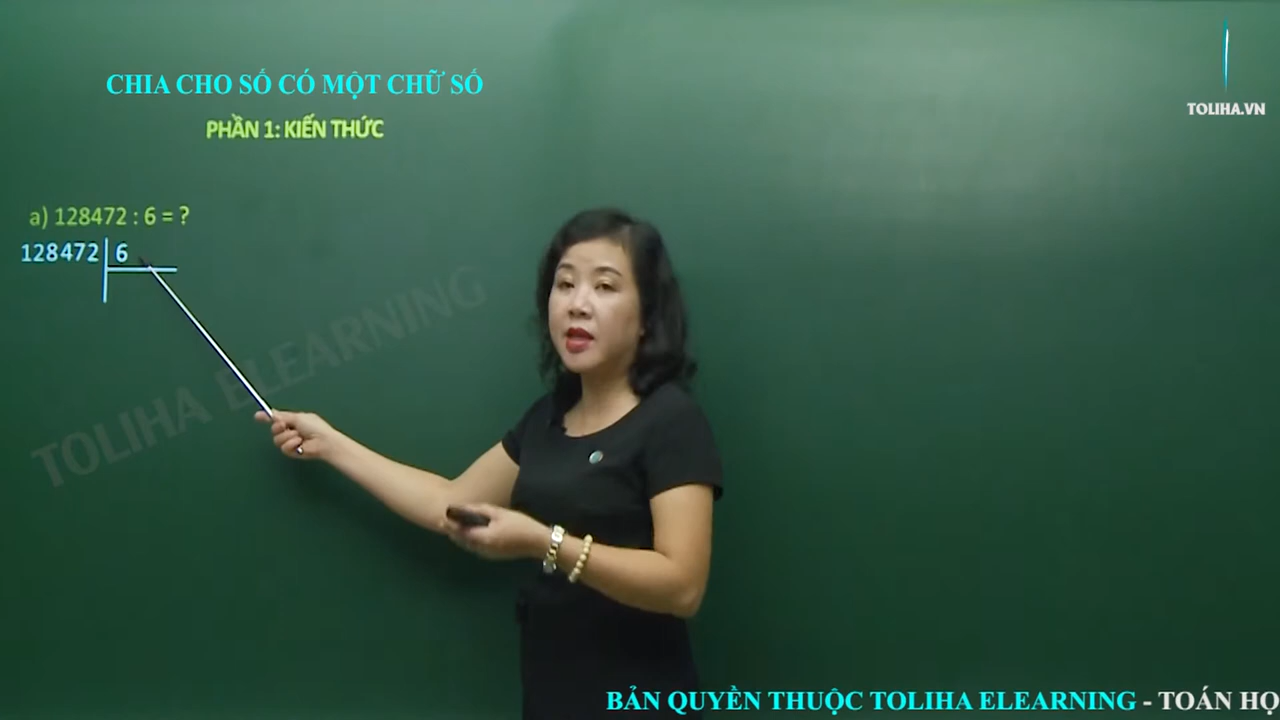 CHIA CHO SỐ CÓ MỘT CHỮ SỐ
TOLIHA.VN
PHẦN 1: KIẾN THỨC
a) 128472 : 6 = ?
128472 6
TOLIHA ELEARNING
BẢN QUYỀN THUỘC TOLIHA ELEARNING - TOÁN HỌ